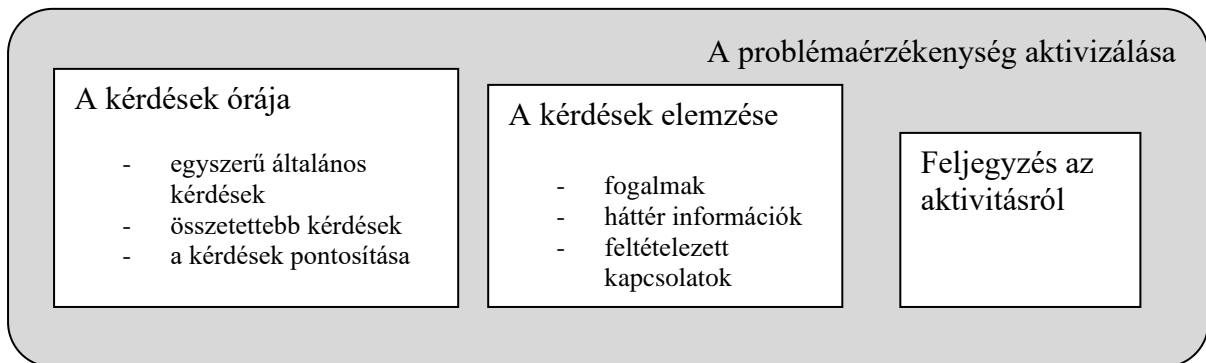 A problémaérzékenység aktivizálása
A kérdések órája
- egyszerű általános
kérdések
- összetettebb kérdések
- a kérdések pontosítása
A kérdések elemzése
- fogalmak
- háttér információk
- feltételezett
kapcsolatok
Feljegyzés az
aktivitásról